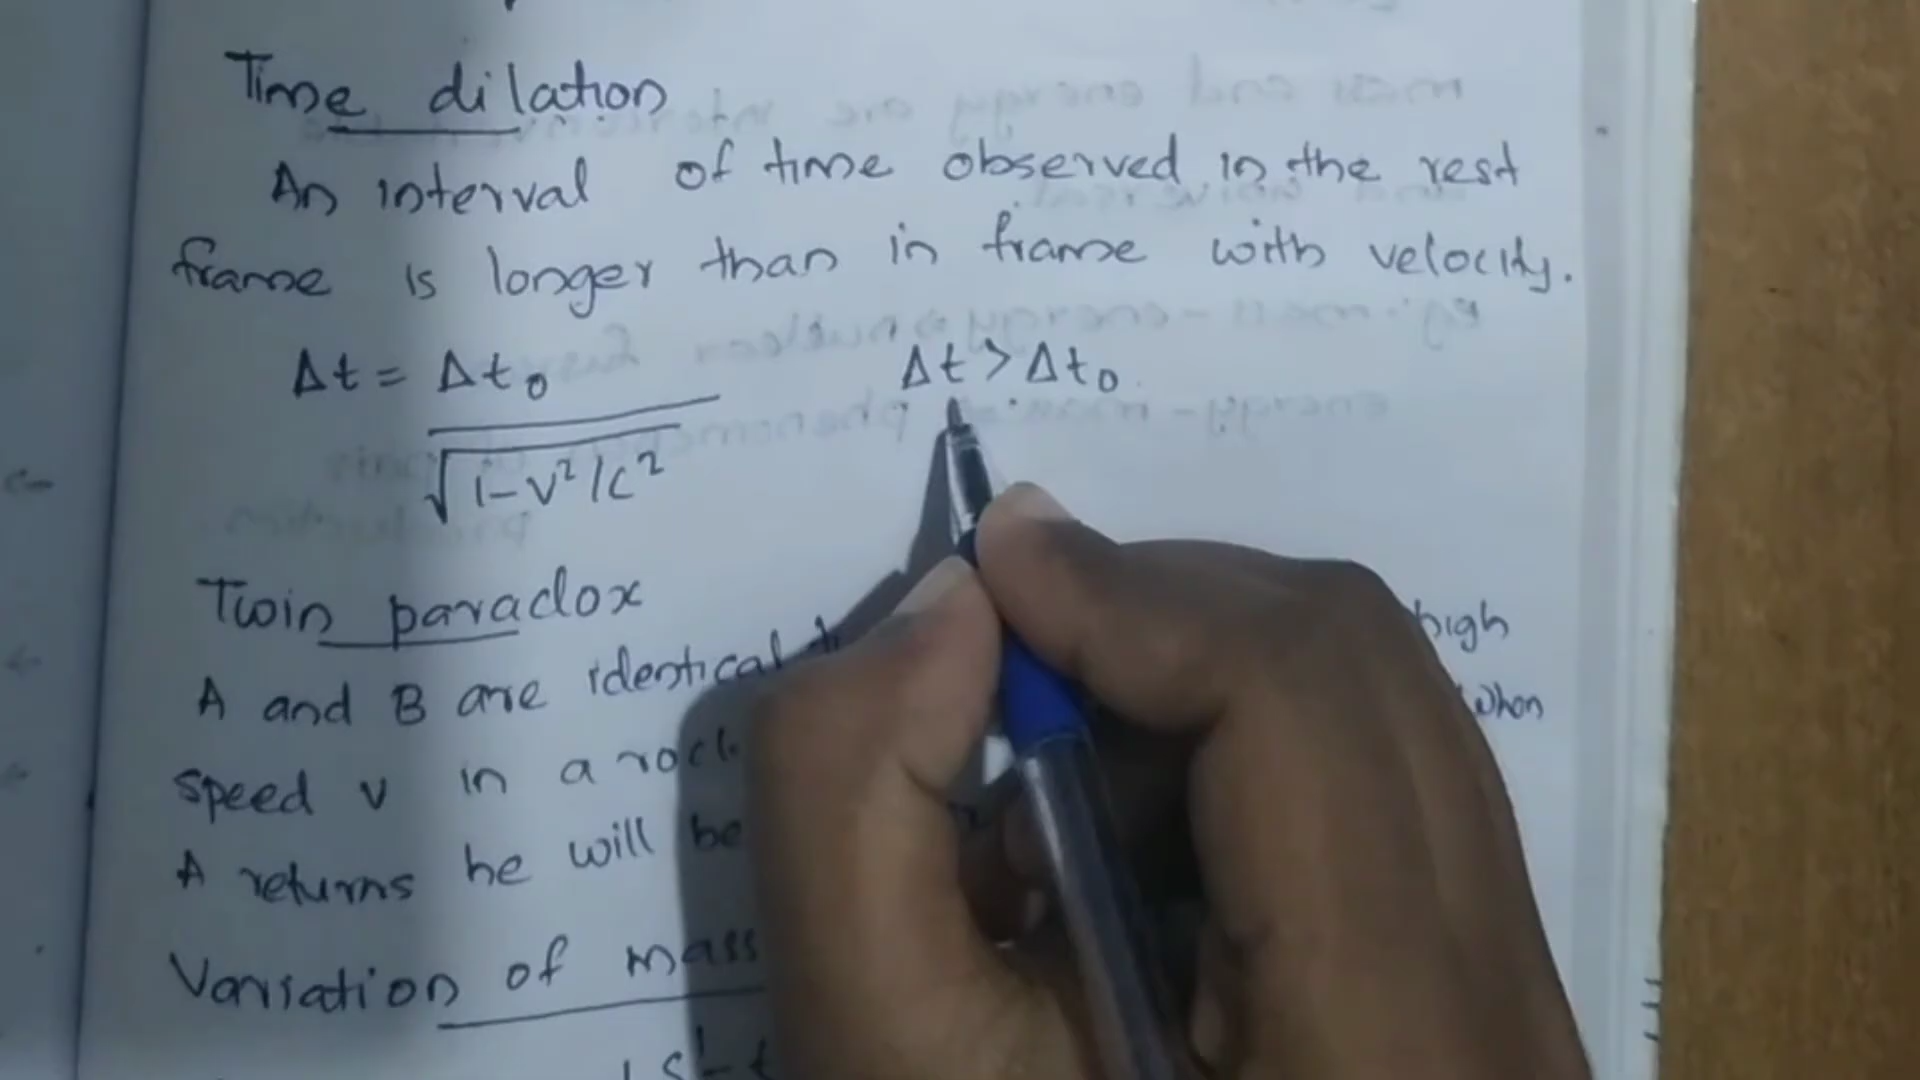 Time dilation
An interval of time observed in the rest
frame is longer than in frame with velocity.
Δt = Δt₀ Δt > Δt₀
√1-v²/c²
Twin paradox
A and B are identical high
speed v in a when
A returns he will be
Variation of mass